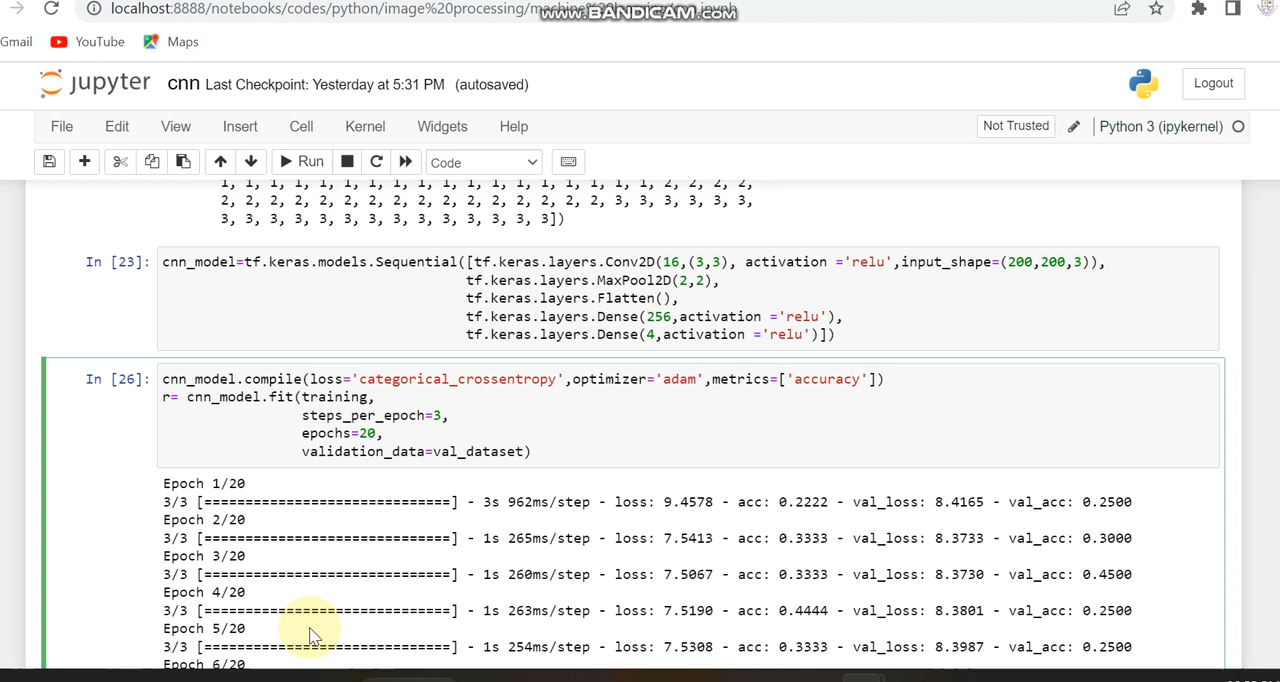 localhost:8888/notebooks/codes/python/image%20processing/
www.BANDICAM.com
Gmail YouTube Maps
jupyter cnn Last Checkpoint: Yesterday at 5:31 PM (autosaved) Logout
File Edit View Insert Cell Kernel Widgets Help Not Trusted Python 3 (ipykernel)
Run Code
1, 1, 1, 1, 1, 1, 1, 1, 1, 1, 1, 1, 1, 1, 1, 1, 1, 1, 2, 2, 2, 2,
2, 2, 2, 2, 2, 2, 2, 2, 2, 2, 2, 2, 2, 2, 2, 2, 3, 3, 3, 3, 3, 3,
3, 3, 3, 3, 3, 3, 3, 3, 3, 3, 3, 3, 3, 3])
In [23]: cnn_model=tf.keras.models.Sequential([tf.keras.layers.Conv2D(16,(3,3), activation ='relu',input_shape=(200,200,3)),
tf.keras.layers.MaxPool2D(2,2),
tf.keras.layers.Flatten(),
tf.keras.layers.Dense(256,activation ='relu'),
tf.keras.layers.Dense(4,activation ='relu')])
In [26]: cnn_model.compile(loss='categorical_crossentropy',optimizer='adam',metrics=['accuracy'])
r= cnn_model.fit(training,
steps_per_epoch=3,
epochs=20,
validation_data=val_dataset)
Epoch 1/20
3/3 [==============================] - 3s 962ms/step - loss: 9.4578 - acc: 0.2222 - val_loss: 8.4165 - val_acc: 0.2500
Epoch 2/20
3/3 [==============================] - 1s 265ms/step - loss: 7.5413 - acc: 0.3333 - val_loss: 8.3733 - val_acc: 0.3000
Epoch 3/20
3/3 [==============================] - 1s 260ms/step - loss: 7.5067 - acc: 0.3333 - val_loss: 8.3730 - val_acc: 0.4500
Epoch 4/20
3/3 [==============================] - 1s 263ms/step - loss: 7.5190 - acc: 0.4444 - val_loss: 8.3801 - val_acc: 0.2500
Epoch 5/20
3/3 [==============================] - 1s 254ms/step - loss: 7.5308 - acc: 0.3333 - val_loss: 8.3987 - val_acc: 0.2500
Epoch 6/20